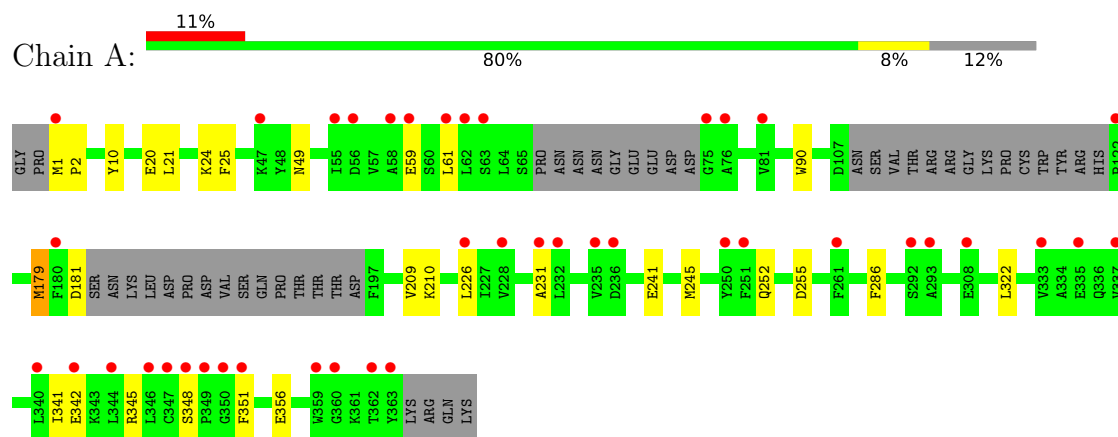 11%
Chain A:
80% 8% 12%
GLY PRO M1 P2 Y10 E20 L21 K24 F25 K47 Y48 N49 I55 D56 V57 A58 E59 S60 L61 L62 S63 L64 S65 PRO ASN ASN ASN GLY GLU GLU ASP ASP G75 A76 V81 W90 D107 ASN SER VAL THR ARG ARG GLY LYS PRO CYS TRP TYR ARG HIS
M179 F180 D181 SER ASN LYS LEU ASP PRO ASP VAL SER GLN PRO THR THR THR ASP F197 V209 K210 L226 I227 V228 A231 L232 V235 D236 E241 M245 Y250 F251 Q252 D255 F261 F286 S292 A293 E308 L322 V333 A334 E335 Q336 V337
L340 I341 E342 K343 L344 R345 L346 C347 S348 P349 G350 F351 E356 W359 G360 K361 T362 Y363 LYS ARG GLN LYS